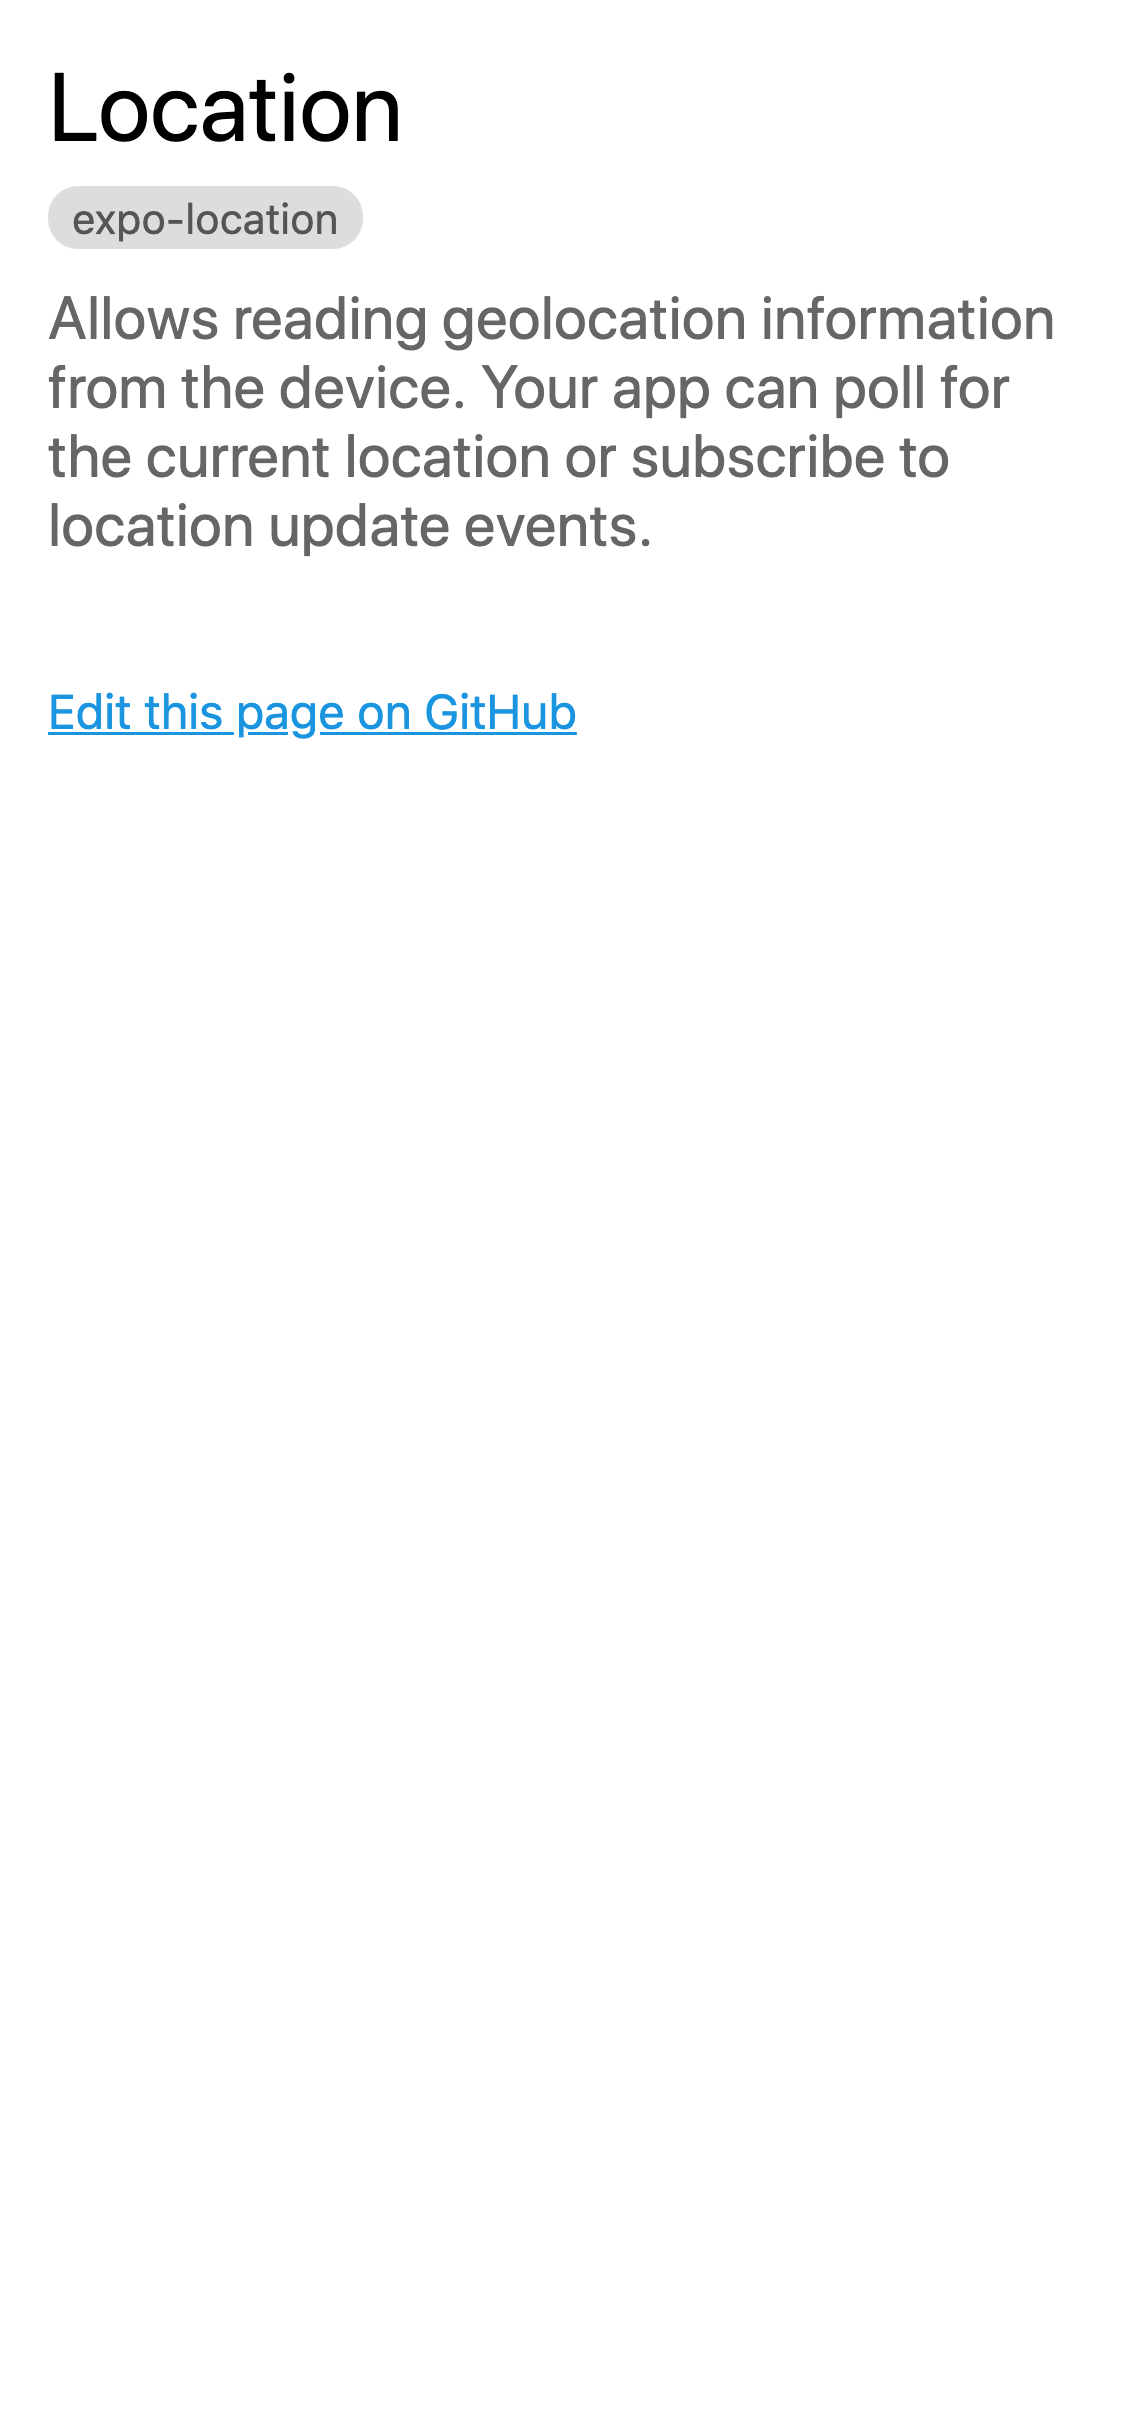 Location
expo-location
Allows reading geolocation information
from the device. Your app can poll for
the current location or subscribe to
location update events.
Edit this page on GitHub